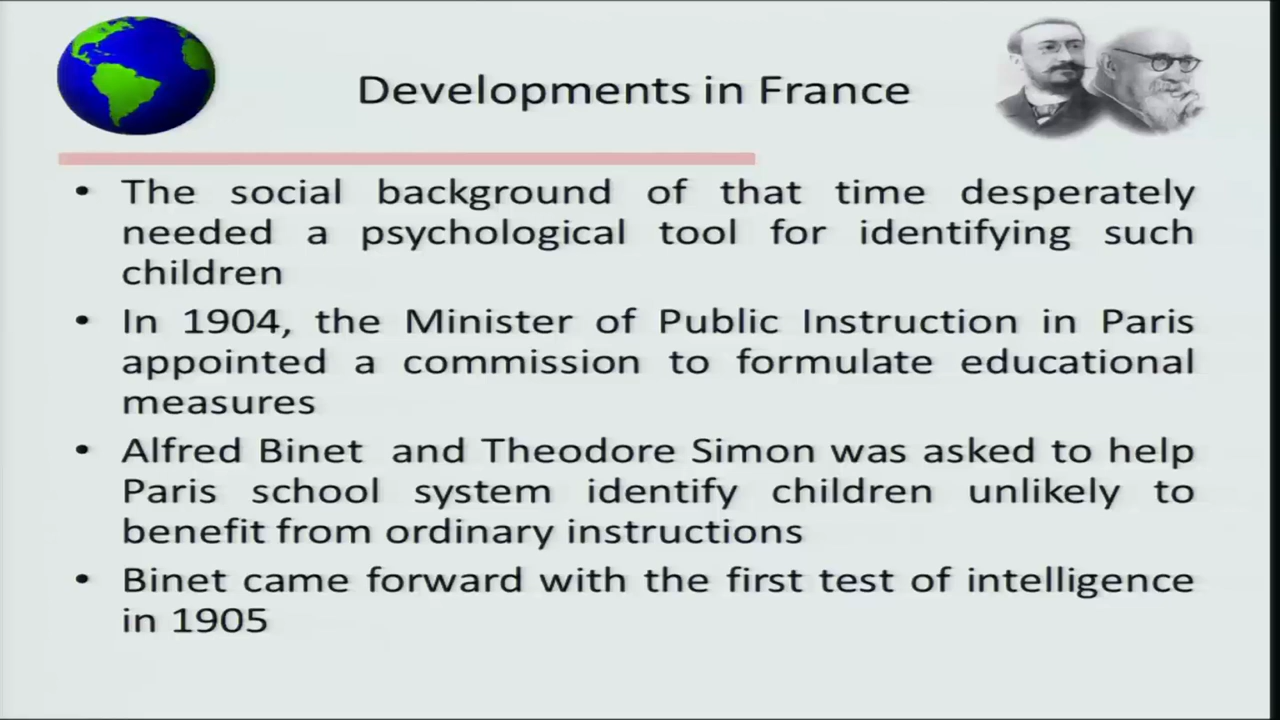 Developments in France
• The social background of that time desperately
needed a psychological tool for identifying such
children
• In 1904, the Minister of Public Instruction in Paris
appointed a commission to formulate educational
measures
• Alfred Binet and Theodore Simon was asked to help
Paris school system identify children unlikely to
benefit from ordinary instructions
• Binet came forward with the first test of intelligence
in 1905